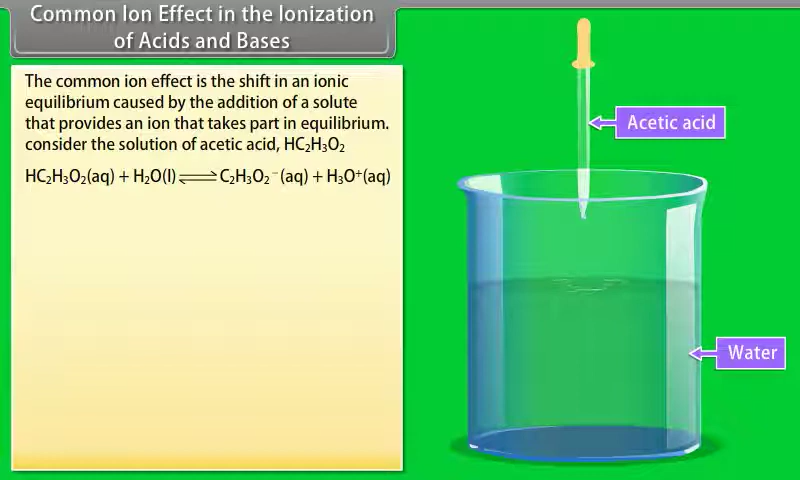 Common Ion Effect in the Ionization
of Acids and Bases
The common ion effect is the shift in an ionic
equilibrium caused by the addition of a solute
that provides an ion that takes part in equilibrium.
consider the solution of acetic acid, HC₂H₃O₂
HC₂H₃O₂(aq) + H₂O(l) ⇌ C₂H₃O₂⁻(aq) + H₃O⁺(aq)
Acetic acid
Water